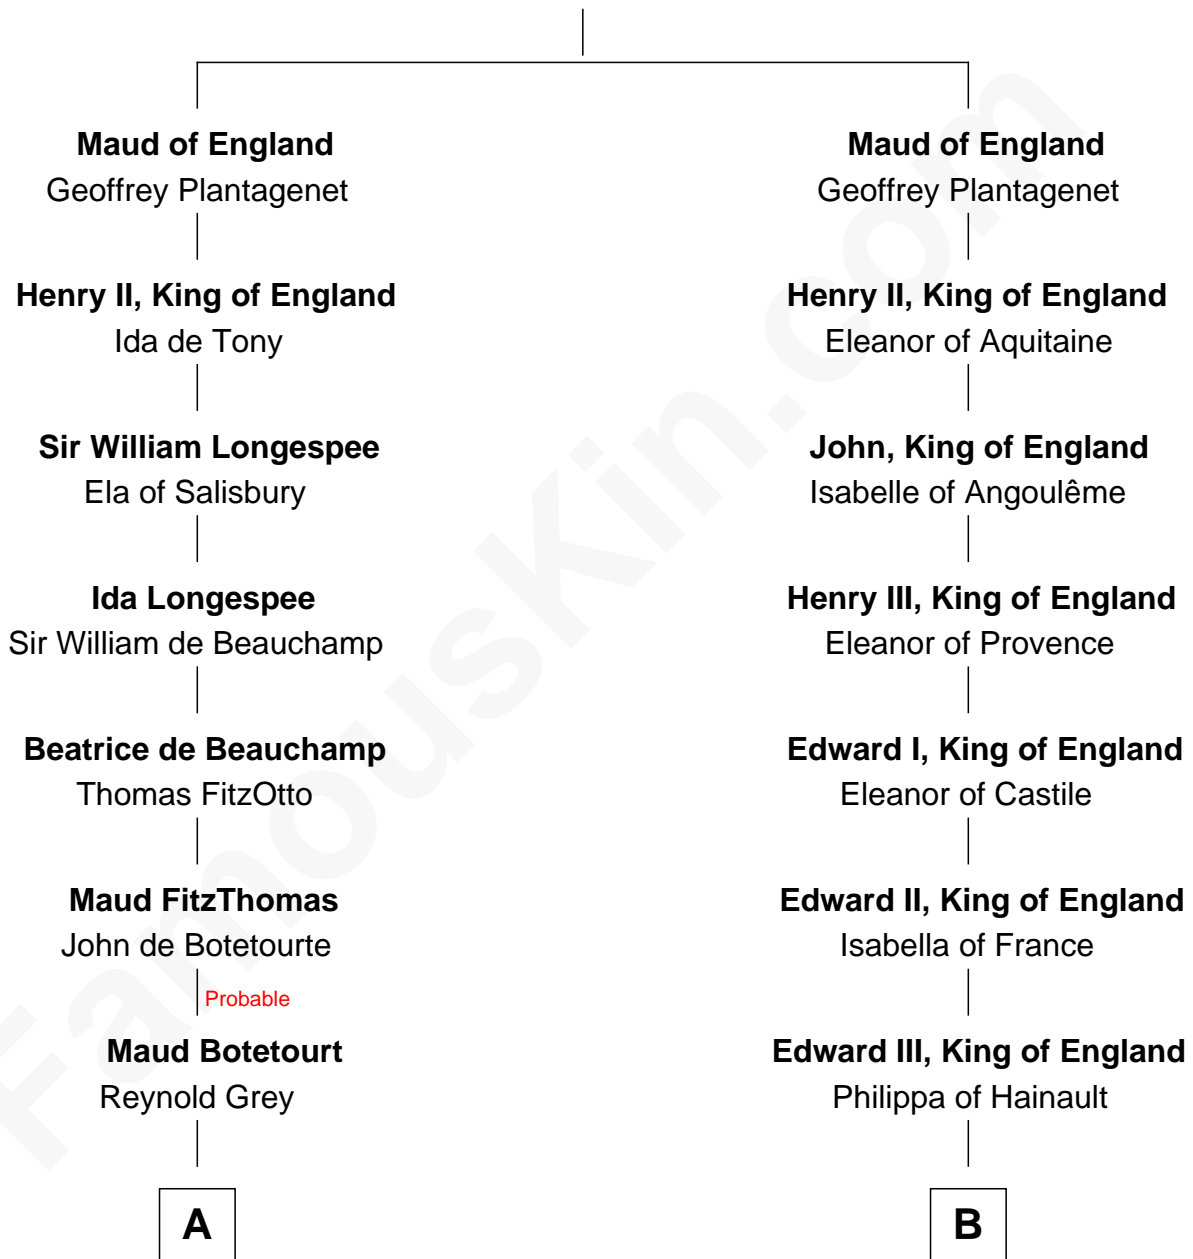 Maud of England
Geoffrey Plantagenet
Henry II, King of England
Ida de Tony
Sir William Longespee
Ela of Salisbury
Ida Longespee
Sir William de Beauchamp
Beatrice de Beauchamp
Thomas FitzOtto
Maud FitzThomas
John de Botetourte
Probable
Maud Botetourt
Reynold Grey
A
Maud of England
Geoffrey Plantagenet
Henry II, King of England
Eleanor of Aquitaine
John, King of England
Isabelle of Angoulême
Henry III, King of England
Eleanor of Provence
Edward I, King of England
Eleanor of Castile
Edward II, King of England
Isabella of France
Edward III, King of England
Philippa of Hainault
B
FamousKin.com